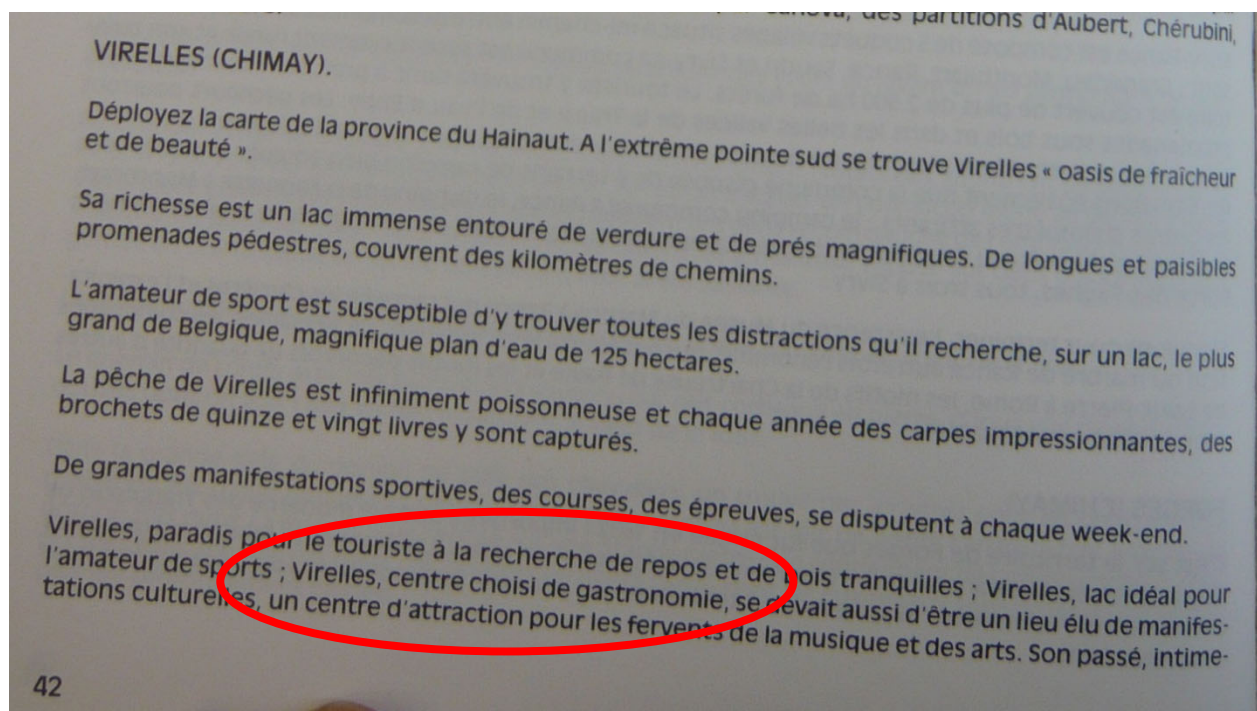 des partitions d'Aubert, Chérubini,
VIRELLES (CHIMAY).
Déployez la carte de la province du Hainaut. A l'extrême pointe sud se trouve Virelles « oasis de fraîcheur
et de beauté ».
Sa richesse est un lac immense entouré de verdure et de prés magnifiques. De longues et paisibles
promenades pédestres, couvrent des kilomètres de chemins.
L'amateur de sport est susceptible d'y trouver toutes les distractions qu'il recherche, sur un lac, le plus
grand de Belgique, magnifique plan d'eau de 125 hectares.
La pêche de Virelles est infiniment poissonneuse et chaque année des carpes impressionnantes, des
brochets de quinze et vingt livres y sont capturés.
De grandes manifestations sportives, des courses, des épreuves, se disputent à chaque week-end.
Virelles, paradis pour le touriste à la recherche de repos et de bois tranquilles ; Virelles, lac idéal pour
l'amateur de sports ; Virelles, centre choisi de gastronomie, se devait aussi d'être un lieu élu de manifes-
tations culturelles, un centre d'attraction pour les fervents de la musique et des arts. Son passé, intime-
42